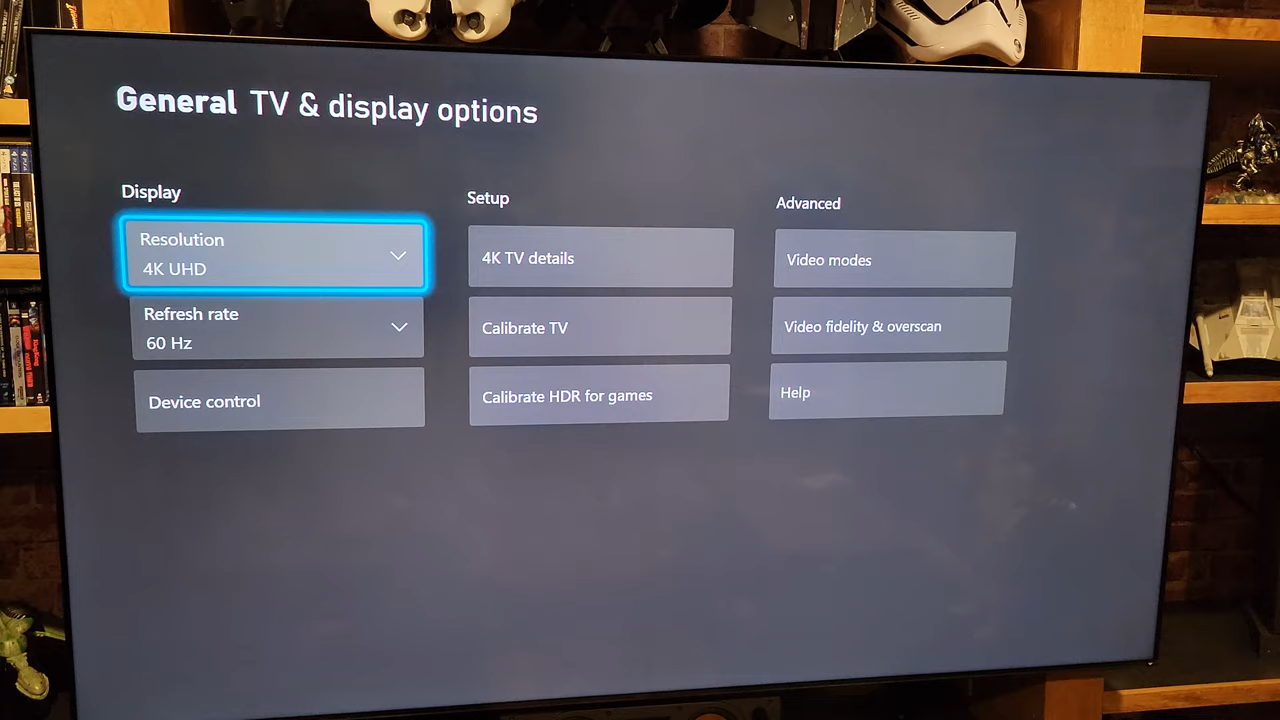 General TV & display options
Display
Resolution
4K UHD
Refresh rate
60 Hz
Device control
Setup
4K TV details
Calibrate TV
Calibrate HDR for games
Advanced
Video modes
Video fidelity & overscan
Help